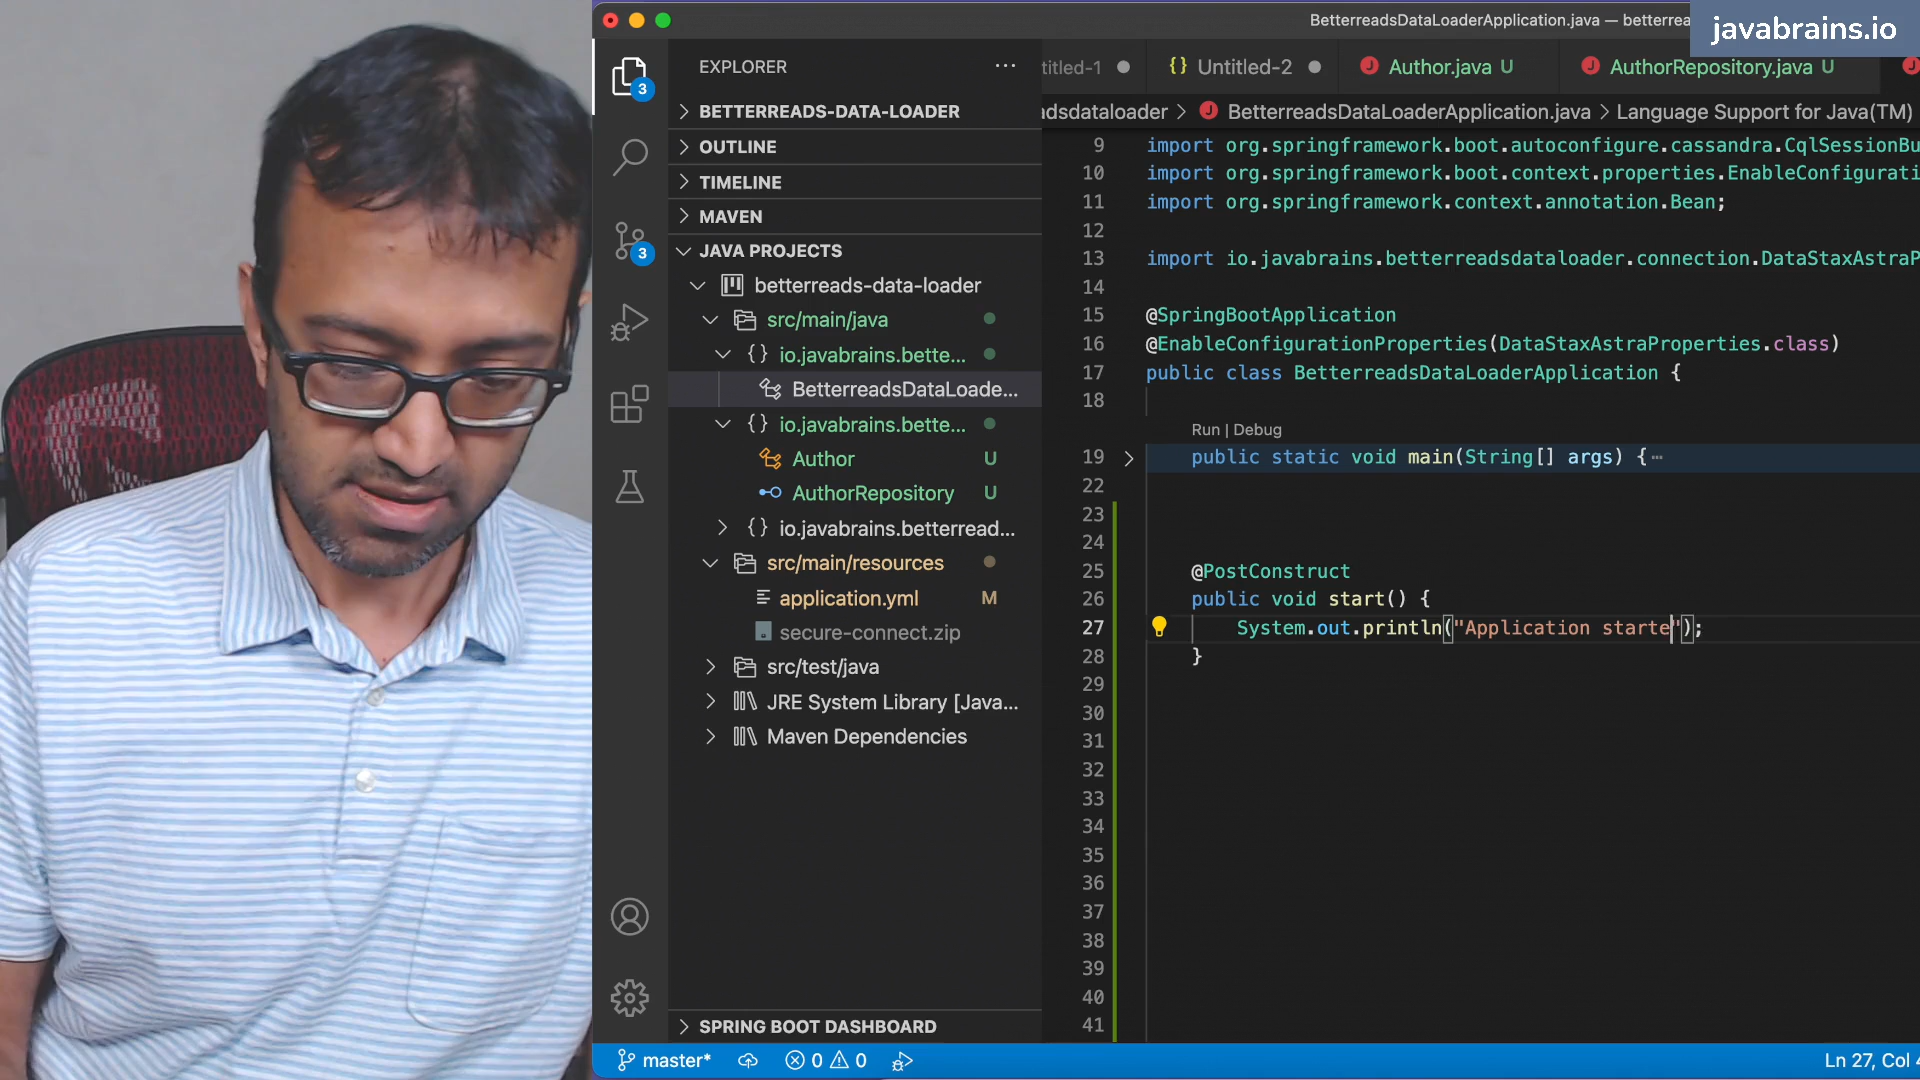 BetterreadsDataLoaderApplication.java — betterrea
javabrains.io
EXPLORER
titled-1
{} Untitled-2
Author.java U
AuthorRepository.java U
adsdataloader > BetterreadsDataLoaderApplication.java > Language Support for Java(TM)
3
3
BETTERREADS-DATA-LOADER
OUTLINE
TIMELINE
MAVEN
JAVA PROJECTS
betterreads-data-loader
src/main/java
{} io.javabrains.bette...
BetterreadsDataLoade...
{} io.javabrains.bette...
Author U
AuthorRepository U
{} io.javabrains.betterread...
src/main/resources
application.yml M
secure-connect.zip
src/test/java
JRE System Library [Java...
Maven Dependencies
SPRING BOOT DASHBOARD
9 import org.springframework.boot.autoconfigure.cassandra.CqlSessionBu
10 import org.springframework.boot.context.properties.EnableConfigurati
11 import org.springframework.context.annotation.Bean;
12
13 import io.javabrains.betterreadsdataloader.connection.DataStaxAstraP
14
15 @SpringBootApplication
16 @EnableConfigurationProperties(DataStaxAstraProperties.class)
17 public class BetterreadsDataLoaderApplication {
18
Run | Debug
19 public static void main(String[] args) {⋯
22
23
24
25 @PostConstruct
26 public void start() {
27 System.out.println("Application starte");
28 }
29
30
31
32
33
34
35
36
37
38
39
40
41
master* 0 0
Ln 27, Col